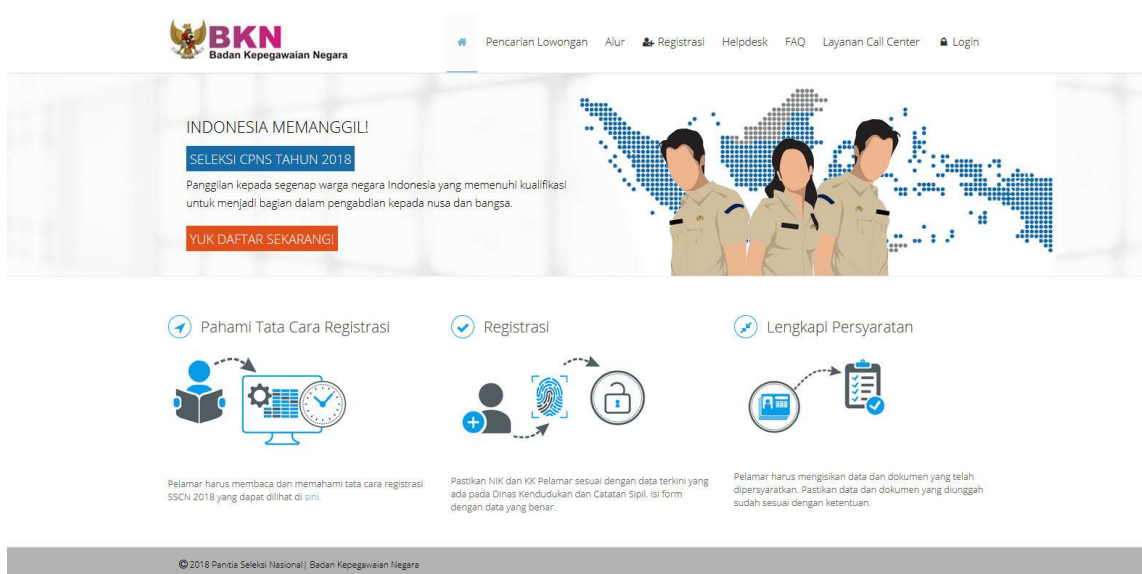 BKN
Badan Kepegawaian Negara
Pencarian Lowongan Alur Registrasi Helpdesk FAQ Layanan Call Center Login
INDONESIA MEMANGGIL!
SELEKSI CPNS TAHUN 2018
Panggilan kepada segenap warga negara Indonesia yang memenuhi kualifikasi
untuk menjadi bagian dalam pengabdian kepada nusa dan bangsa.
YUK DAFTAR SEKARANG!
Pahami Tata Cara Registrasi
Pelamar harus membaca dan memahami tata cara registrasi
SSCN 2018 yang dapat dilihat di sini.
Registrasi
Pastikan NIK dan KK Pelamar sesuai dengan data terkini yang
ada pada Dinas Kendudukan dan Catatan Sipil. Isi form
dengan data yang benar.
Lengkapi Persyaratan
Pelamar harus mengisikan data dan dokumen yang telah
dipersyaratkan. Pastikan data dan dokumen yang diunggah
sudah sesuai dengan ketentuan.
© 2018 Panitia Seleksi Nasional| Badan Kepegawaian Negara